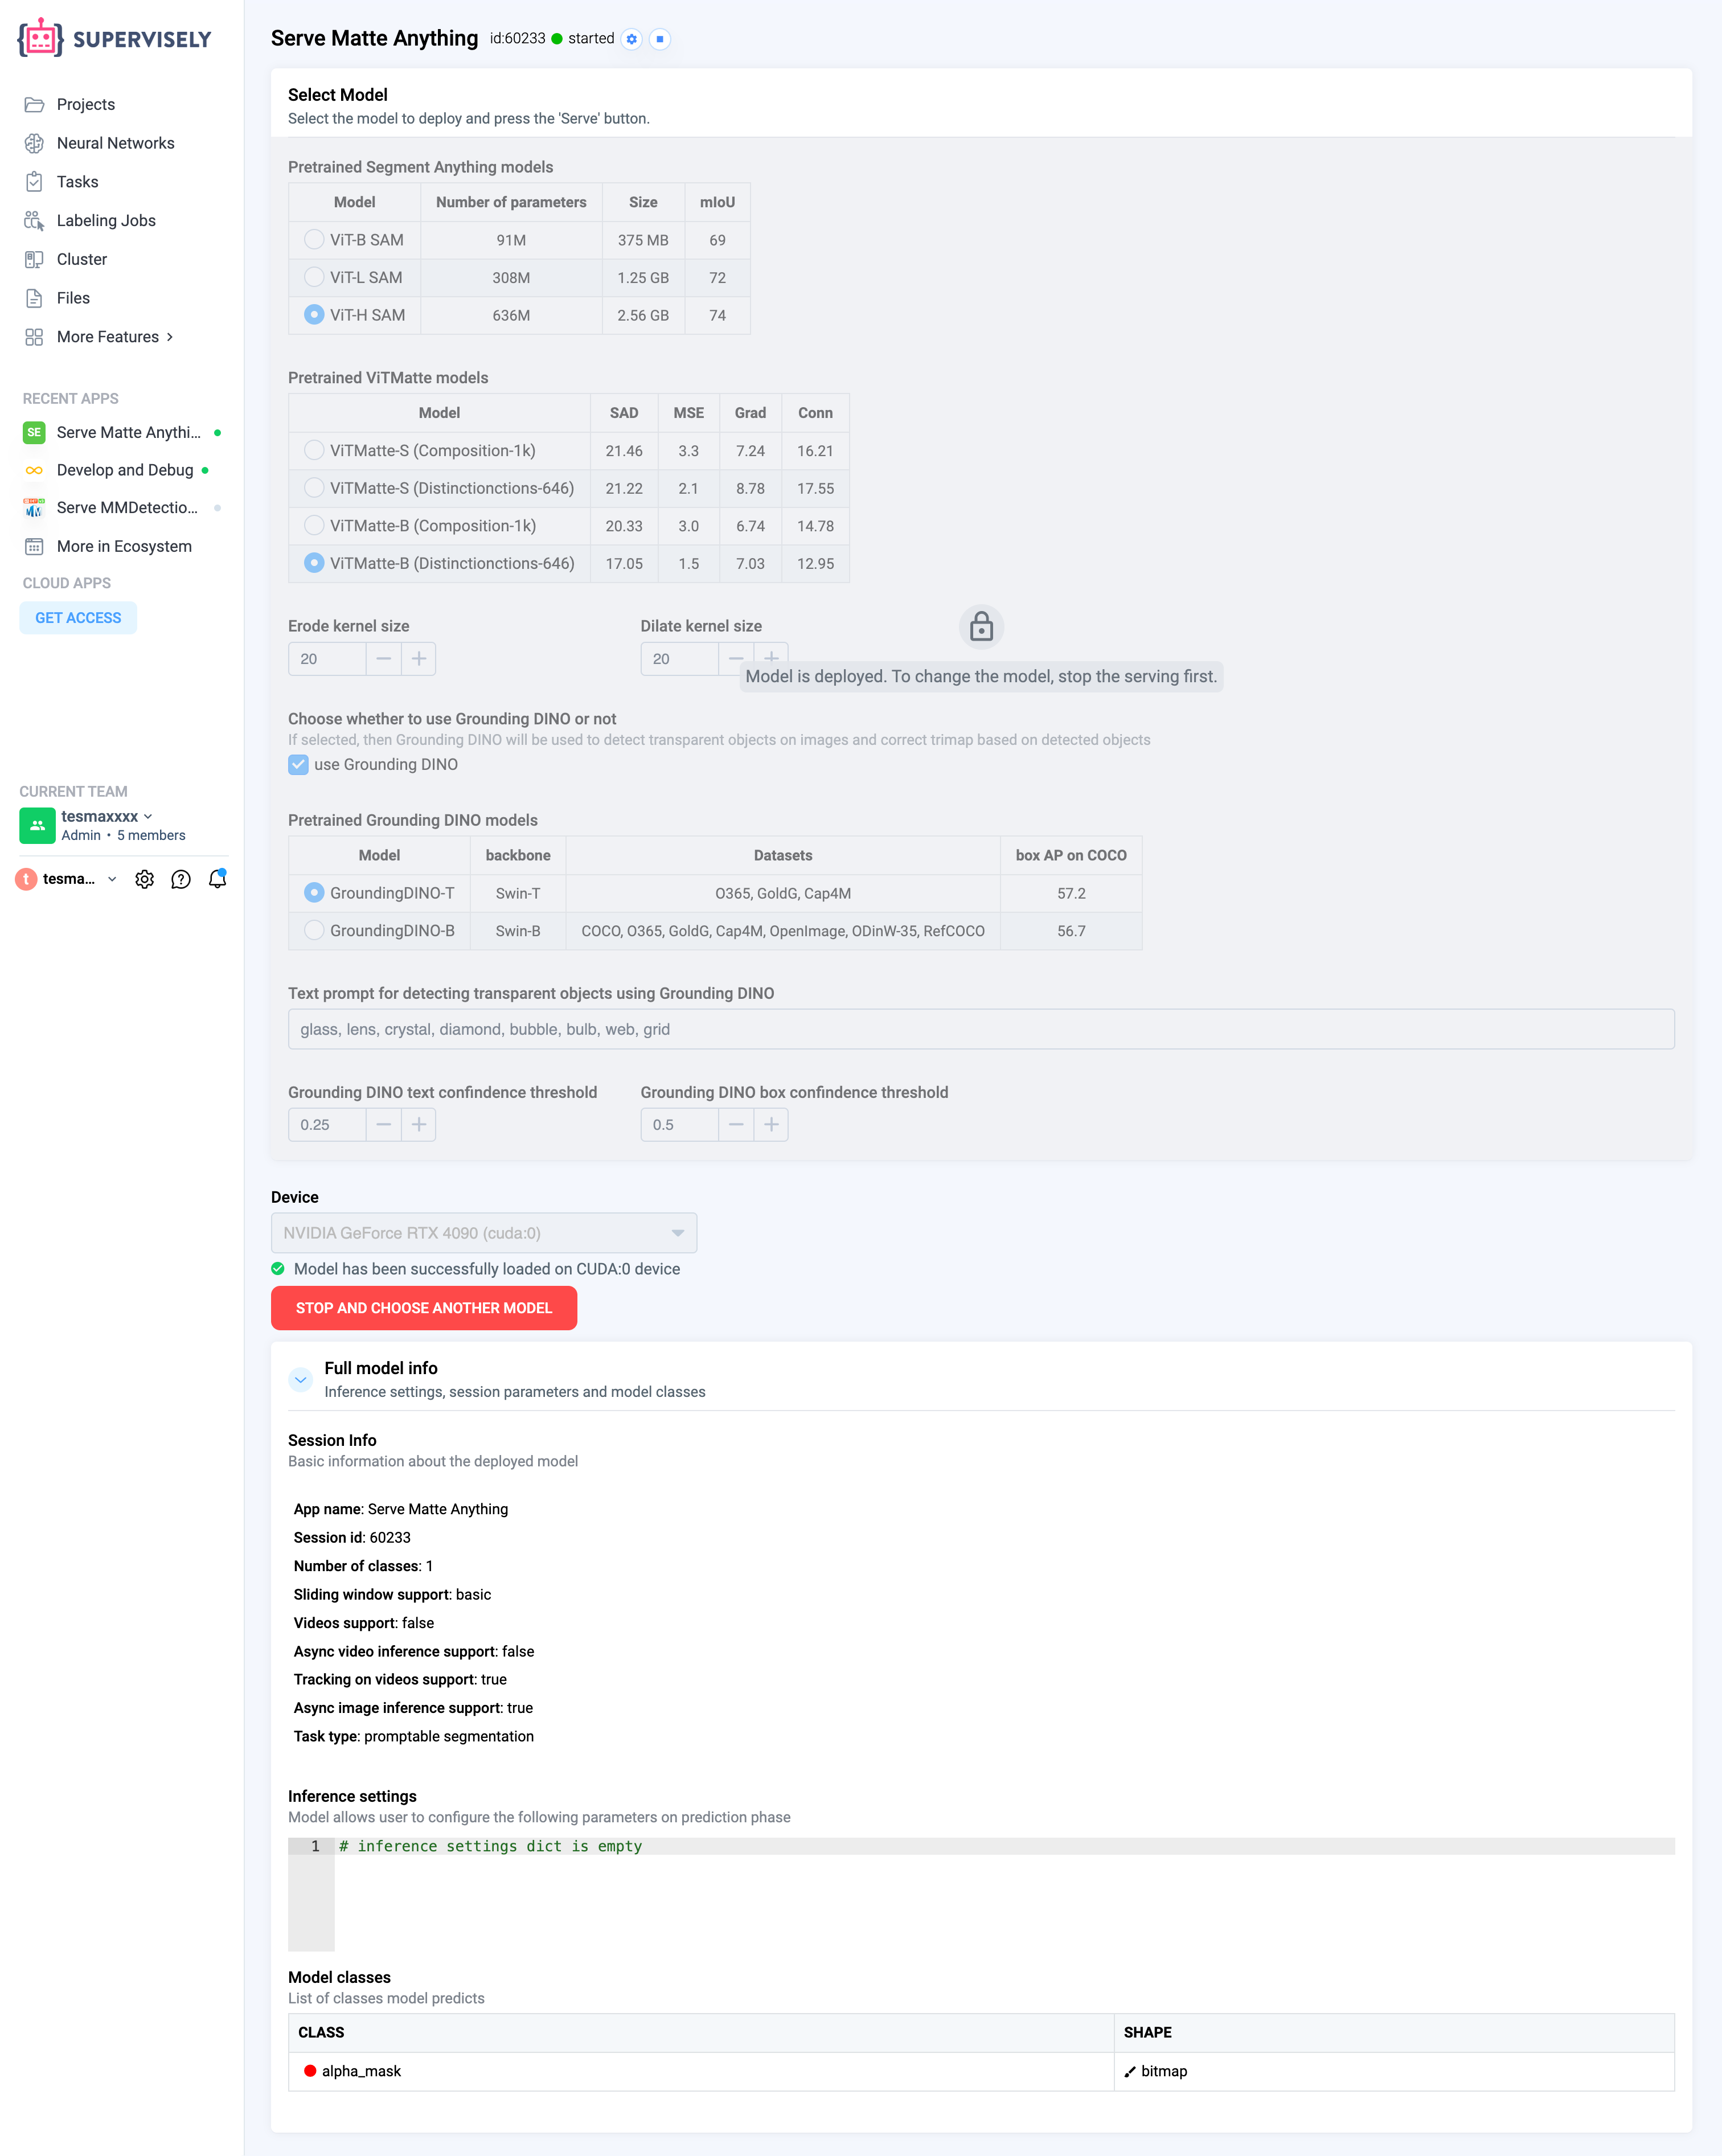 SUPERVISELY
Projects
Neural Networks
Tasks
Labeling Jobs
Cluster
Files
More Features
RECENT APPS
SE Serve Matte Anythi...
Develop and Debug
Serve MMDetectio...
More in Ecosystem
CLOUD APPS
GET ACCESS
CURRENT TEAM
tesmaxxxx
Admin • 5 members
t tesma...
Serve Matte Anything id:60233 started
Select Model
Select the model to deploy and press the 'Serve' button.
Pretrained Segment Anything models
Model Number of parameters Size mIoU
ViT-B SAM 91M 375 MB 69
ViT-L SAM 308M 1.25 GB 72
ViT-H SAM 636M 2.56 GB 74
Pretrained ViTMatte models
Model SAD MSE Grad Conn
ViTMatte-S (Composition-1k) 21.46 3.3 7.24 16.21
ViTMatte-S (Distinctionctions-646) 21.22 2.1 8.78 17.55
ViTMatte-B (Composition-1k) 20.33 3.0 6.74 14.78
ViTMatte-B (Distinctionctions-646) 17.05 1.5 7.03 12.95
Erode kernel size Dilate kernel size
20 20
Model is deployed. To change the model, stop the serving first.
Choose whether to use Grounding DINO or not
If selected, then Grounding DINO will be used to detect transparent objects on images and correct trimap based on detected objects
use Grounding DINO
Pretrained Grounding DINO models
Model backbone Datasets box AP on COCO
GroundingDINO-T Swin-T O365, GoldG, Cap4M 57.2
GroundingDINO-B Swin-B COCO, O365, GoldG, Cap4M, OpenImage, ODinW-35, RefCOCO 56.7
Text prompt for detecting transparent objects using Grounding DINO
glass, lens, crystal, diamond, bubble, bulb, web, grid
Grounding DINO text confindence threshold Grounding DINO box confindence threshold
0.25 0.5
Device
NVIDIA GeForce RTX 4090 (cuda:0)
Model has been successfully loaded on CUDA:0 device
STOP AND CHOOSE ANOTHER MODEL
Full model info
Inference settings, session parameters and model classes
Session Info
Basic information about the deployed model
App name: Serve Matte Anything
Session id: 60233
Number of classes: 1
Sliding window support: basic
Videos support: false
Async video inference support: false
Tracking on videos support: true
Async image inference support: true
Task type: promptable segmentation
Inference settings
Model allows user to configure the following parameters on prediction phase
1 # inference settings dict is empty
Model classes
List of classes model predicts
CLASS SHAPE
alpha_mask bitmap